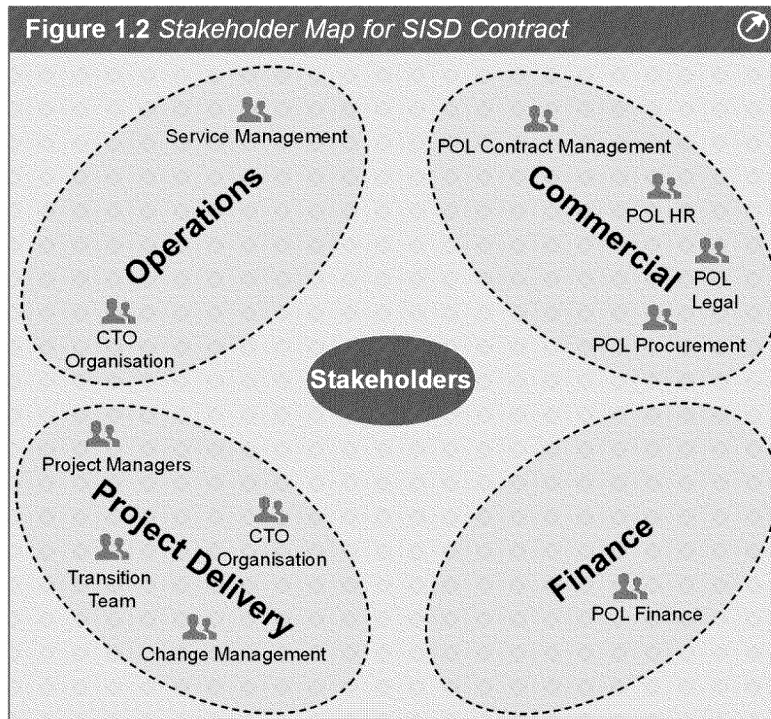 Figure 1.2 Stakeholder Map for SISD Contract
Service Management
Operations
CTO
Organisation
POL Contract Management
Commercial
POL HR
POL
Legal
POL Procurement
Stakeholders
Project Managers
Project Delivery
CTO
Organisation
Transition
Team
Change Management
Finance
POL Finance